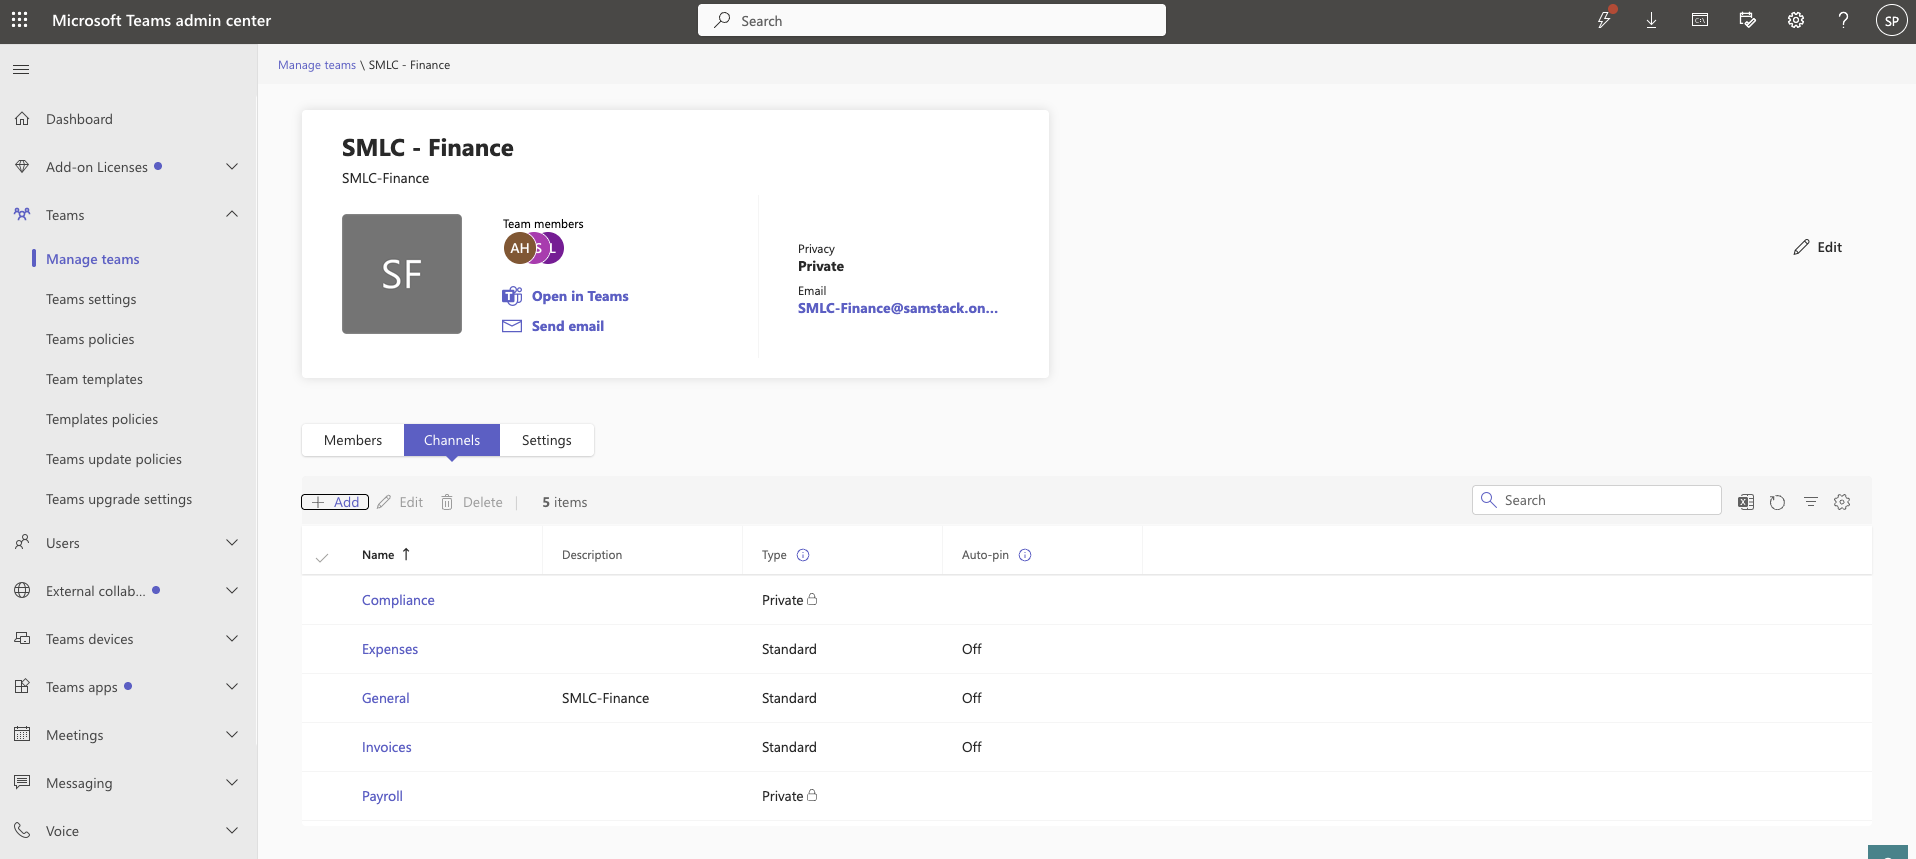 Microsoft Teams admin center
Search
SP
Manage teams \ SMLC - Finance
Dashboard
Add-on Licenses
Teams
Manage teams
Teams settings
Teams policies
Team templates
Templates policies
Teams update policies
Teams upgrade settings
Users
External collab...
Teams devices
Teams apps
Meetings
Messaging
Voice
SMLC - Finance
SMLC-Finance
SF
Team members
AH S L
Open in Teams
Send email
Privacy
Private
Email
SMLC-Finance@samstack.on...
Edit
Members Channels Settings
Add Edit Delete | 5 items
Search
Name ↑ Description Type Auto-pin
Compliance Private
Expenses Standard Off
General SMLC-Finance Standard Off
Invoices Standard Off
Payroll Private